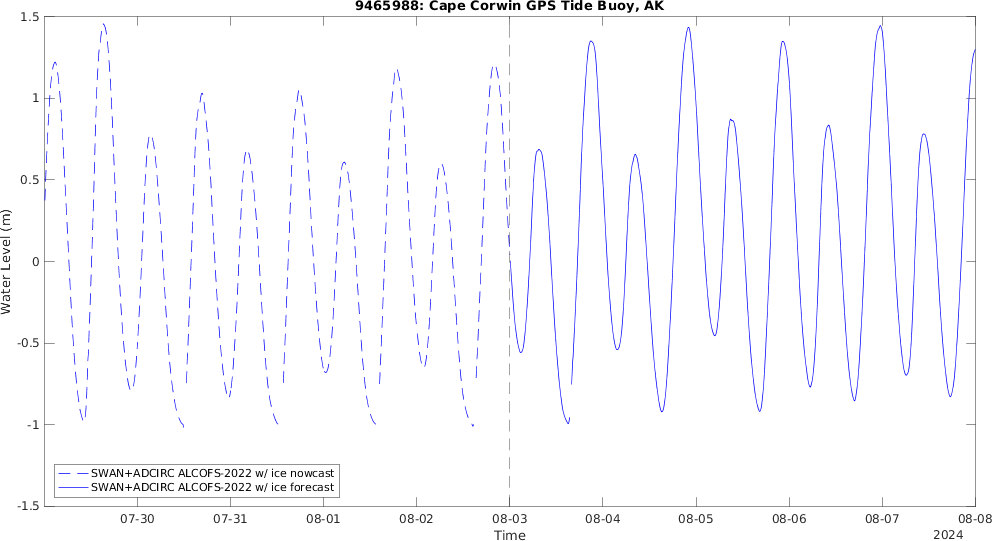 9465988: Cape Corwin GPS Tide Buoy, AK
Water Level (m)
1.5
1
0.5
0
-0.5
-1
-1.5
SWAN+ADCIRC ALCOFS-2022 w/ ice nowcast
SWAN+ADCIRC ALCOFS-2022 w/ ice forecast
07-30 07-31 08-01 08-02 08-03 08-04 08-05 08-06 08-07 08-08
Time
2024